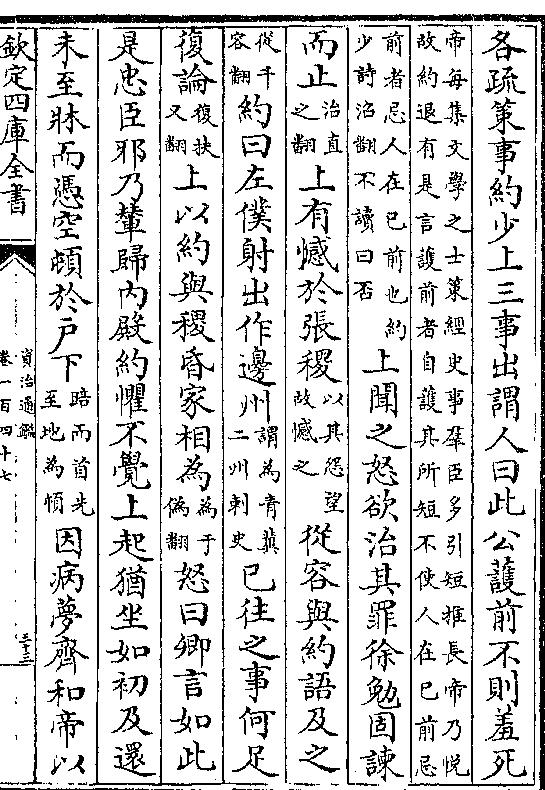 各疏策事約少上三事出謂人曰此公護前不則羞死
帝每集文學之士策經史事羣臣多引短推長帝乃悅
故約退有是言護前者自護其所短不使人在已前忌
前者忌人在已前也約
少詩沼翻不讀曰否
上聞之怒欲治其罪徐勉固諫
而止
治直
之翻
上有憾於張稷
以其怨望
故憾之
從容與約語及之
從千
容翻
約曰左僕射出作邊州
謂為青冀
二州刺史
已往之事何足
復論
復扶
又翻
上以約與稷昏家相為
為于
偽翻
怒曰卿言如此
是忠臣邪乃輦歸內殿約懼不覺上起猶坐如初及還
未至牀而憑空頓於戶下
踣而首先
至地為頓
因病夢齊和帝以
欽定四庫全書
資治通鑑
卷一百四十七
三十三